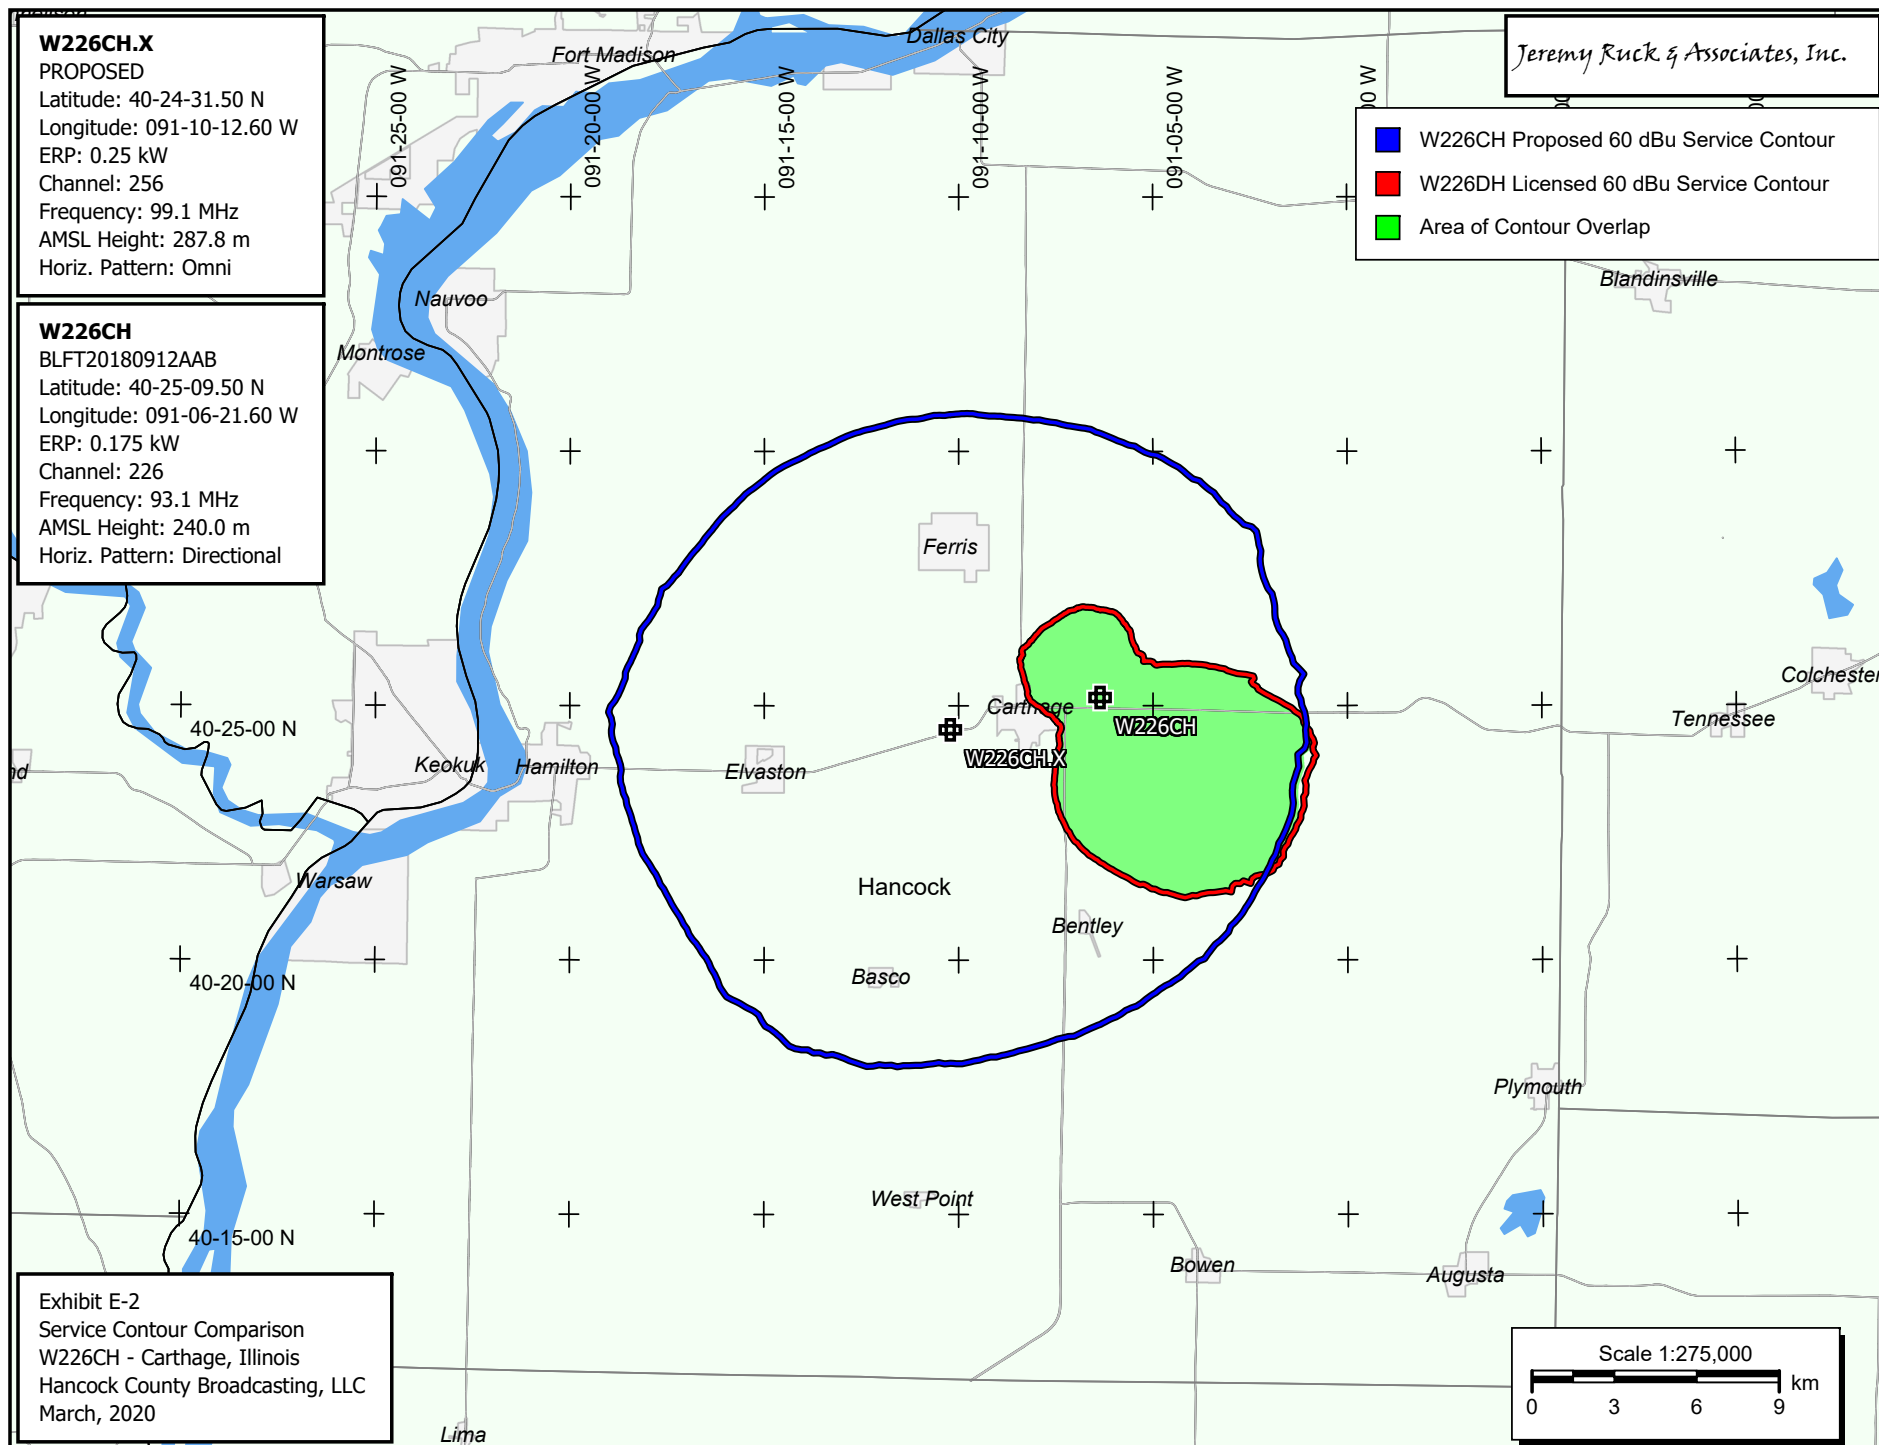 W226CH.X
PROPOSED
Latitude: 40-24-31.50 N
Longitude: 091-10-12.60 W
ERP: 0.25 kW
Channel: 256
Frequency: 99.1 MHz
AMSL Height: 287.8 m
Horiz. Pattern: Omni
W226CH
BLFT20180912AAB
Latitude: 40-25-09.50 N
Longitude: 091-06-21.60 W
ERP: 0.175 kW
Channel: 226
Frequency: 93.1 MHz
AMSL Height: 240.0 m
Horiz. Pattern: Directional
Jeremy Ruck & Associates, Inc.
W226CH Proposed 60 dBu Service Contour
W226DH Licensed 60 dBu Service Contour
Area of Contour Overlap
Fort Madison
Dallas City
091-25-00 W
091-20-00 W
091-15-00 W
091-10-00 W
091-05-00 W
00 W
Blandinsville
Nauvoo
Montrose
Ferris
Carthage
W226CH
W226CH.X
Colchester
Tennessee
40-25-00 N
Keokuk
Hamilton
Elvaston
Warsaw
Hancock
Bentley
Basco
40-20-00 N
Plymouth
West Point
40-15-00 N
Bowen
Augusta
Lima
Exhibit E-2
Service Contour Comparison
W226CH - Carthage, Illinois
Hancock County Broadcasting, LLC
March, 2020
Scale 1:275,000
km
0 3 6 9